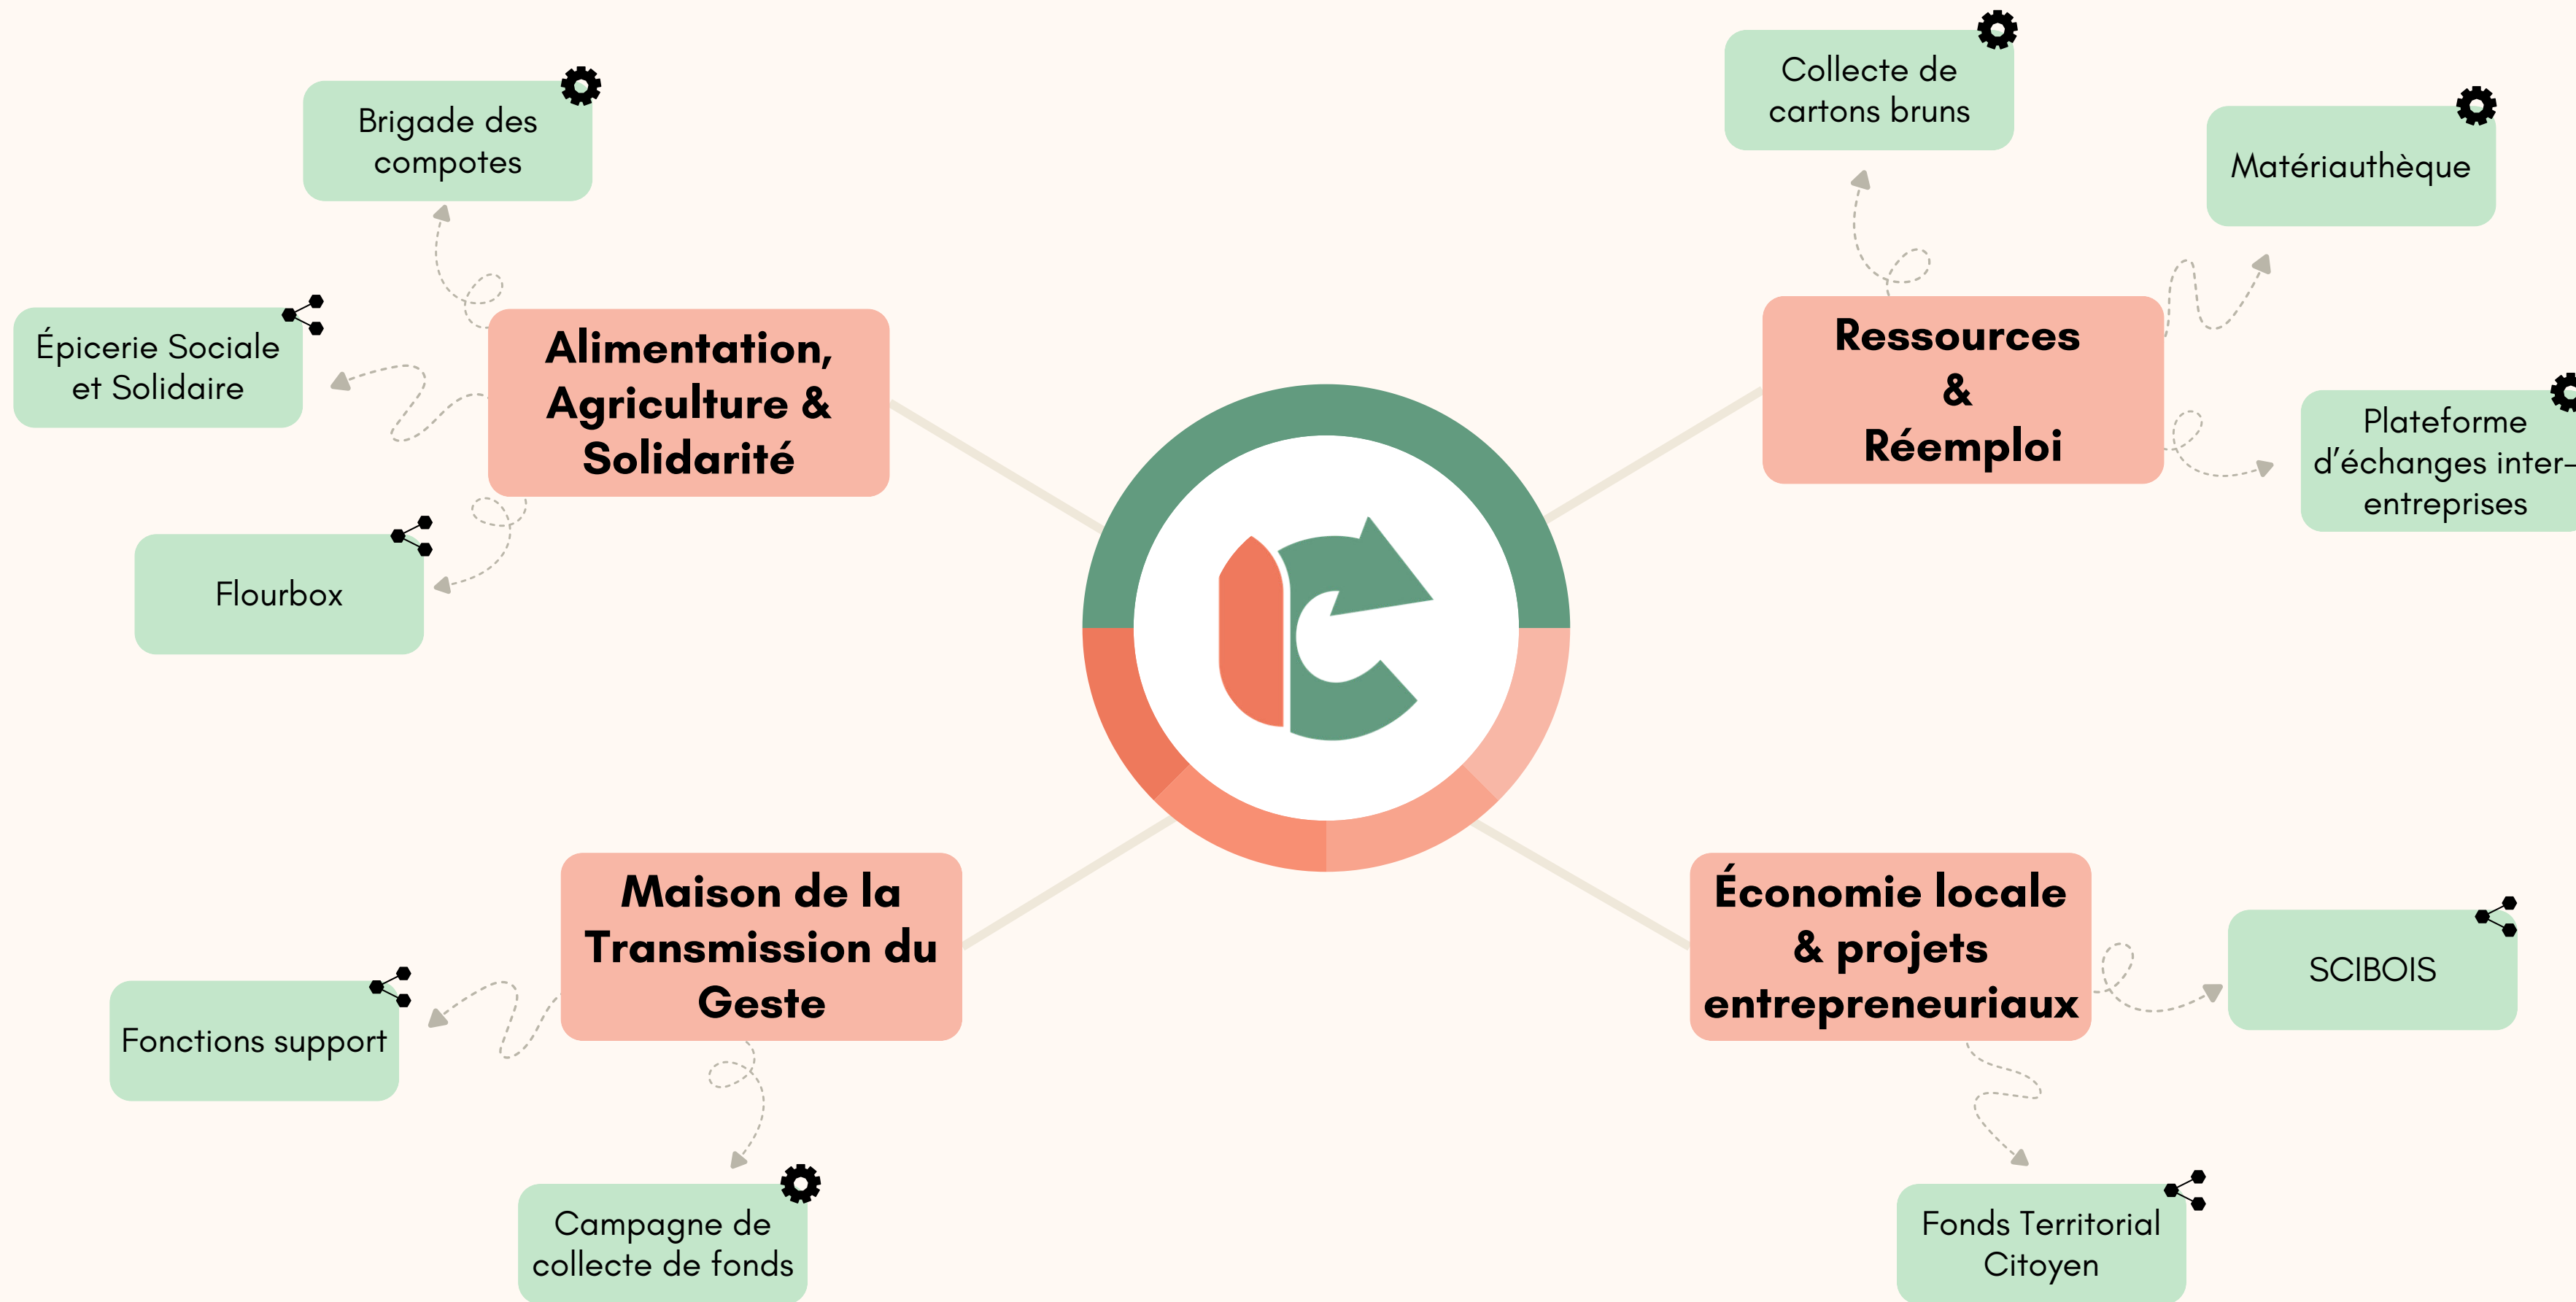 Brigade des
compotes
Épicerie Sociale
et Solidaire
Flourbox
Alimentation,
Agriculture &
Solidarité
Collecte de
cartons bruns
Matériauthèque
Plateforme
d’échanges inter-
entreprises
Ressources
&
Réemploi
Maison de la
Transmission du
Geste
Fonctions support
Campagne de
collecte de fonds
Économie locale
& projets
entrepreneuriaux
SCIBOIS
Fonds Territorial
Citoyen